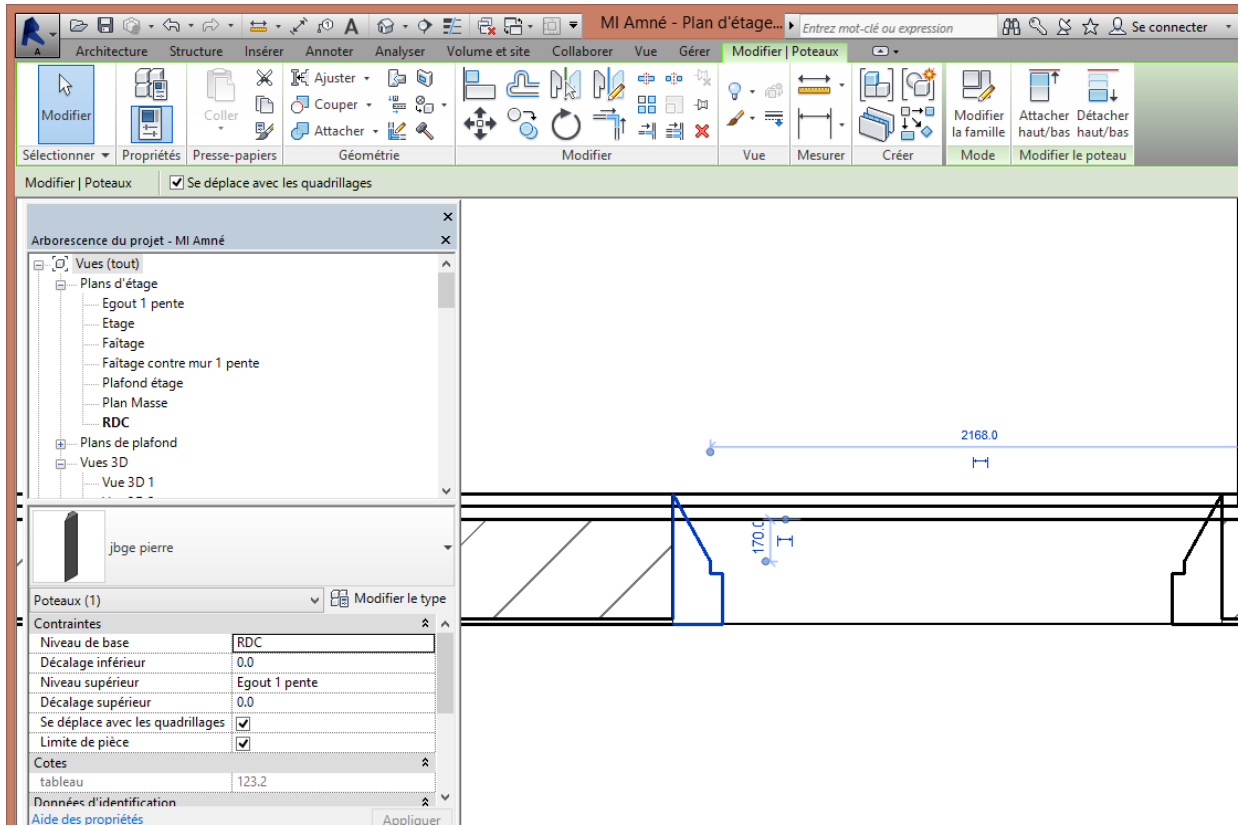 MI Amné - Plan d'étage... Entrez mot-clé ou expression Se connecter
A Architecture Structure Insérer Annoter Analyser Volume et site Collaborer Vue Gérer Modifier | Poteaux
Modifier Coller Ajuster Couper Attacher Modifier la famille Attacher haut/bas Détacher haut/bas
Sélectionner Propriétés Presse-papiers Géométrie Modifier Vue Mesurer Créer Mode Modifier le poteau
Modifier | Poteaux Se déplace avec les quadrillages
Arborescence du projet - MI Amné
Vues (tout)
Plans d'étage
Egout 1 pente
Etage
Faîtage
Faîtage contre mur 1 pente
Plafond étage
Plan Masse
RDC
Plans de plafond
Vues 3D
Vue 3D 1
jbge pierre
Poteaux (1) Modifier le type
Contraintes
Niveau de base RDC
Décalage inférieur 0.0
Niveau supérieur Egout 1 pente
Décalage supérieur 0.0
Se déplace avec les quadrillages
Limite de pièce
Cotes
tableau 123.2
Données d'identification
Aide des propriétés Appliquer
2168.0
170.0